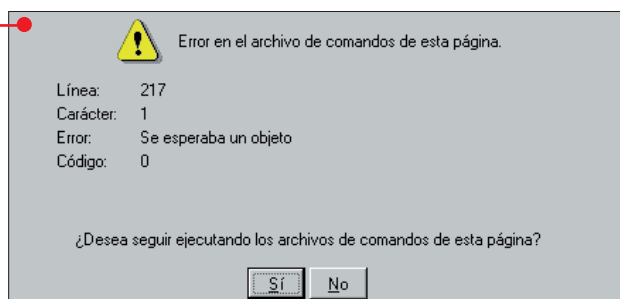 Error en el archivo de comandos de esta página.
Línea: 217
Carácter: 1
Error: Se esperaba un objeto
Código: 0
¿Desea seguir ejecutando los archivos de comandos de esta página?
Sí No